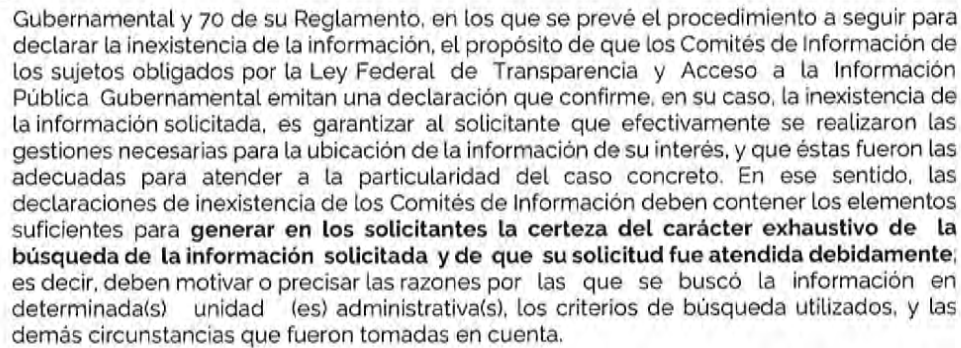 Gubernamental y 70 de su Reglamento, en los que se prevé el procedimiento a seguir para
declarar la inexistencia de la información, el propósito de que los Comités de Información de
los sujetos obligados por la Ley Federal de Transparencia y Acceso a la Información
Pública Gubernamental emitan una declaración que confirme, en su caso, la inexistencia de
la información solicitada, es garantizar al solicitante que efectivamente se realizaron las
gestiones necesarias para la ubicación de la información de su interés, y que éstas fueron las
adecuadas para atender a la particularidad del caso concreto. En ese sentido, las
declaraciones de inexistencia de los Comités de Información deben contener los elementos
suficientes para generar en los solicitantes la certeza del carácter exhaustivo de la
búsqueda de la información solicitada y de que su solicitud fue atendida debidamente;
es decir, deben motivar o precisar las razones por las que se buscó la información en
determinada(s) unidad (es) administrativa(s), los criterios de búsqueda utilizados, y las
demás circunstancias que fueron tomadas en cuenta.